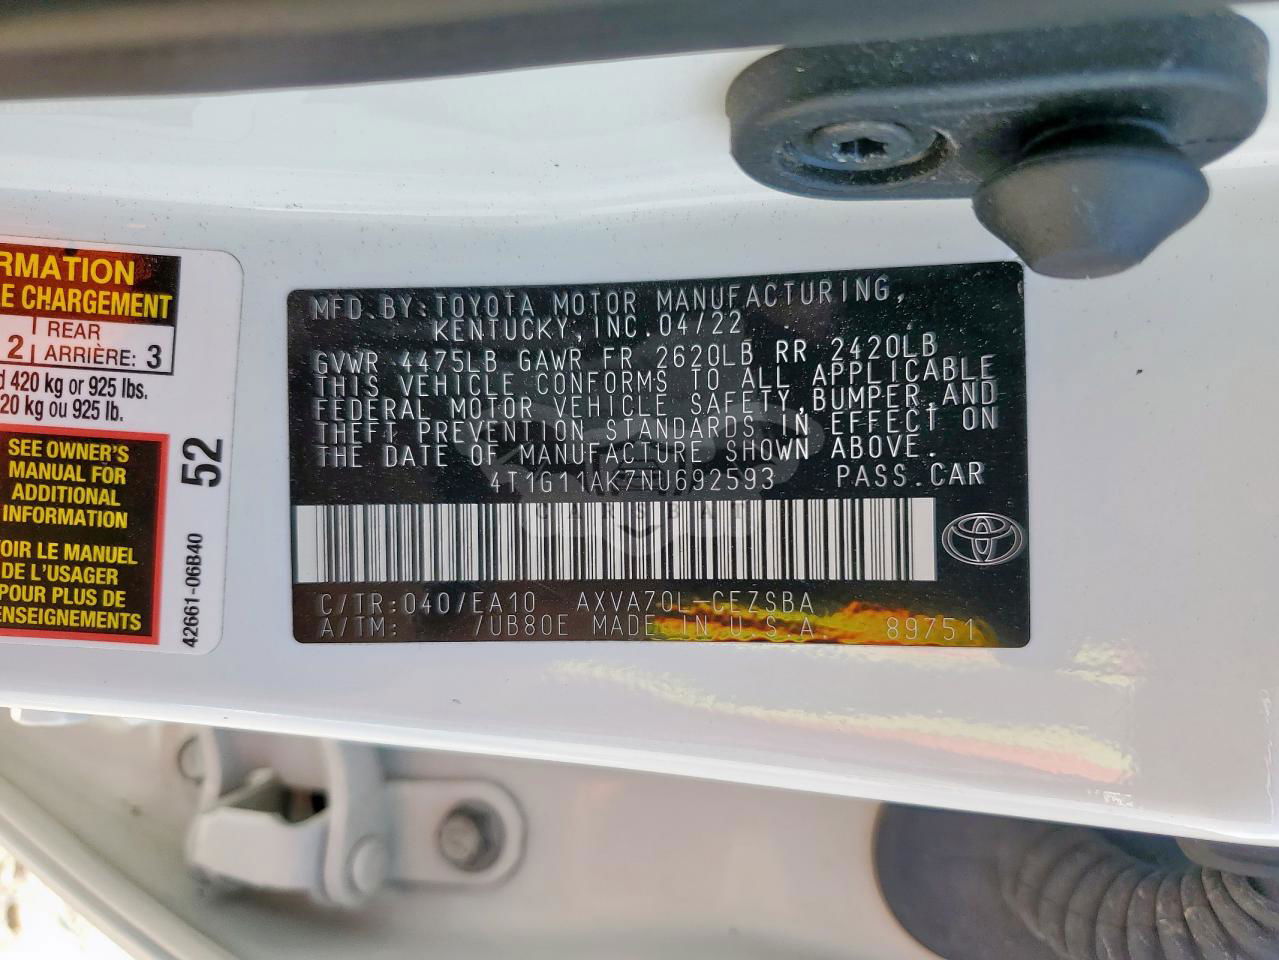 RMATION
E CHARGEMENT
2 REAR
ARRIÈRE: 3
d 420 kg or 925 lbs.
20 kg ou 925 lb.
SEE OWNER'S
MANUAL FOR
ADDITIONAL
INFORMATION
OIR LE MANUEL
DE L'USAGER
POUR PLUS DE
ENSEIGNEMENTS
52
42661-06B40
MFD.BY:TOYOTA MOTOR MANUFACTURING,
KENTUCKY,INC.04/22
GVWR 4475LB GAWR FR 2620LB RR 2420LB
THIS VEHICLE CONFORMS TO ALL APPLICABLE
FEDERAL MOTOR VEHICLE SAFETY,BUMPER,AND
THEFT PREVENTION STANDARDS IN EFFECT ON
THE DATE OF MANUFACTURE SHOWN ABOVE.
4T1G11AK7NU692593 PASS.CAR
CARSBAT
C/TR:040/EA10 AXVA70L-CEZSBA
A/TM: /UB80E MADE IN U.S.A. 89751